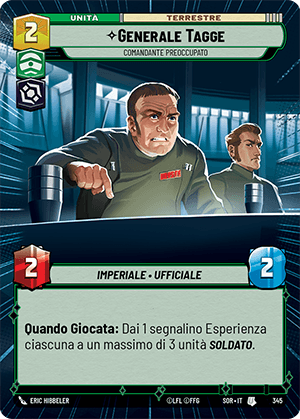 UNITÀ
TERRESTRE
2
Generale Tagge
COMANDANTE PREOCCUPATO
2
IMPERIALE • UFFICIALE
2
Quando Giocata: Dai 1 segnalino Esperienza
ciascuna a un massimo di 3 unità SOLDATO.
ERIC HIBBELER
©LFL ©FFG
SOR • IT
345